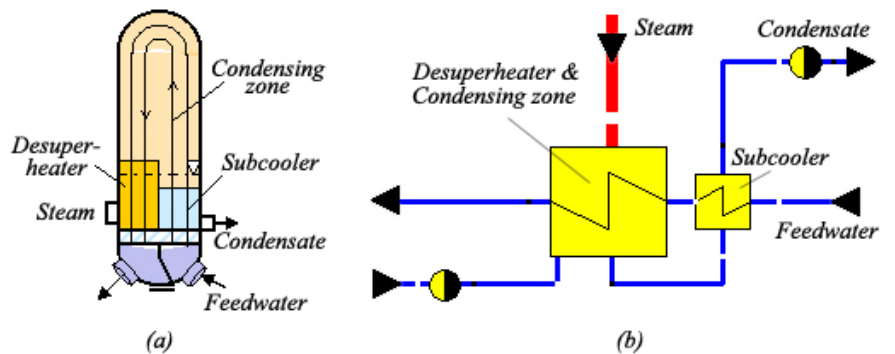 Condensing
zone
Desuper-
heater
Subcooler
Steam
Condensate
Feedwater
(a)
Steam
Condensate
Desuperheater &
Condensing zone
Subcooler
Feedwater
(b)